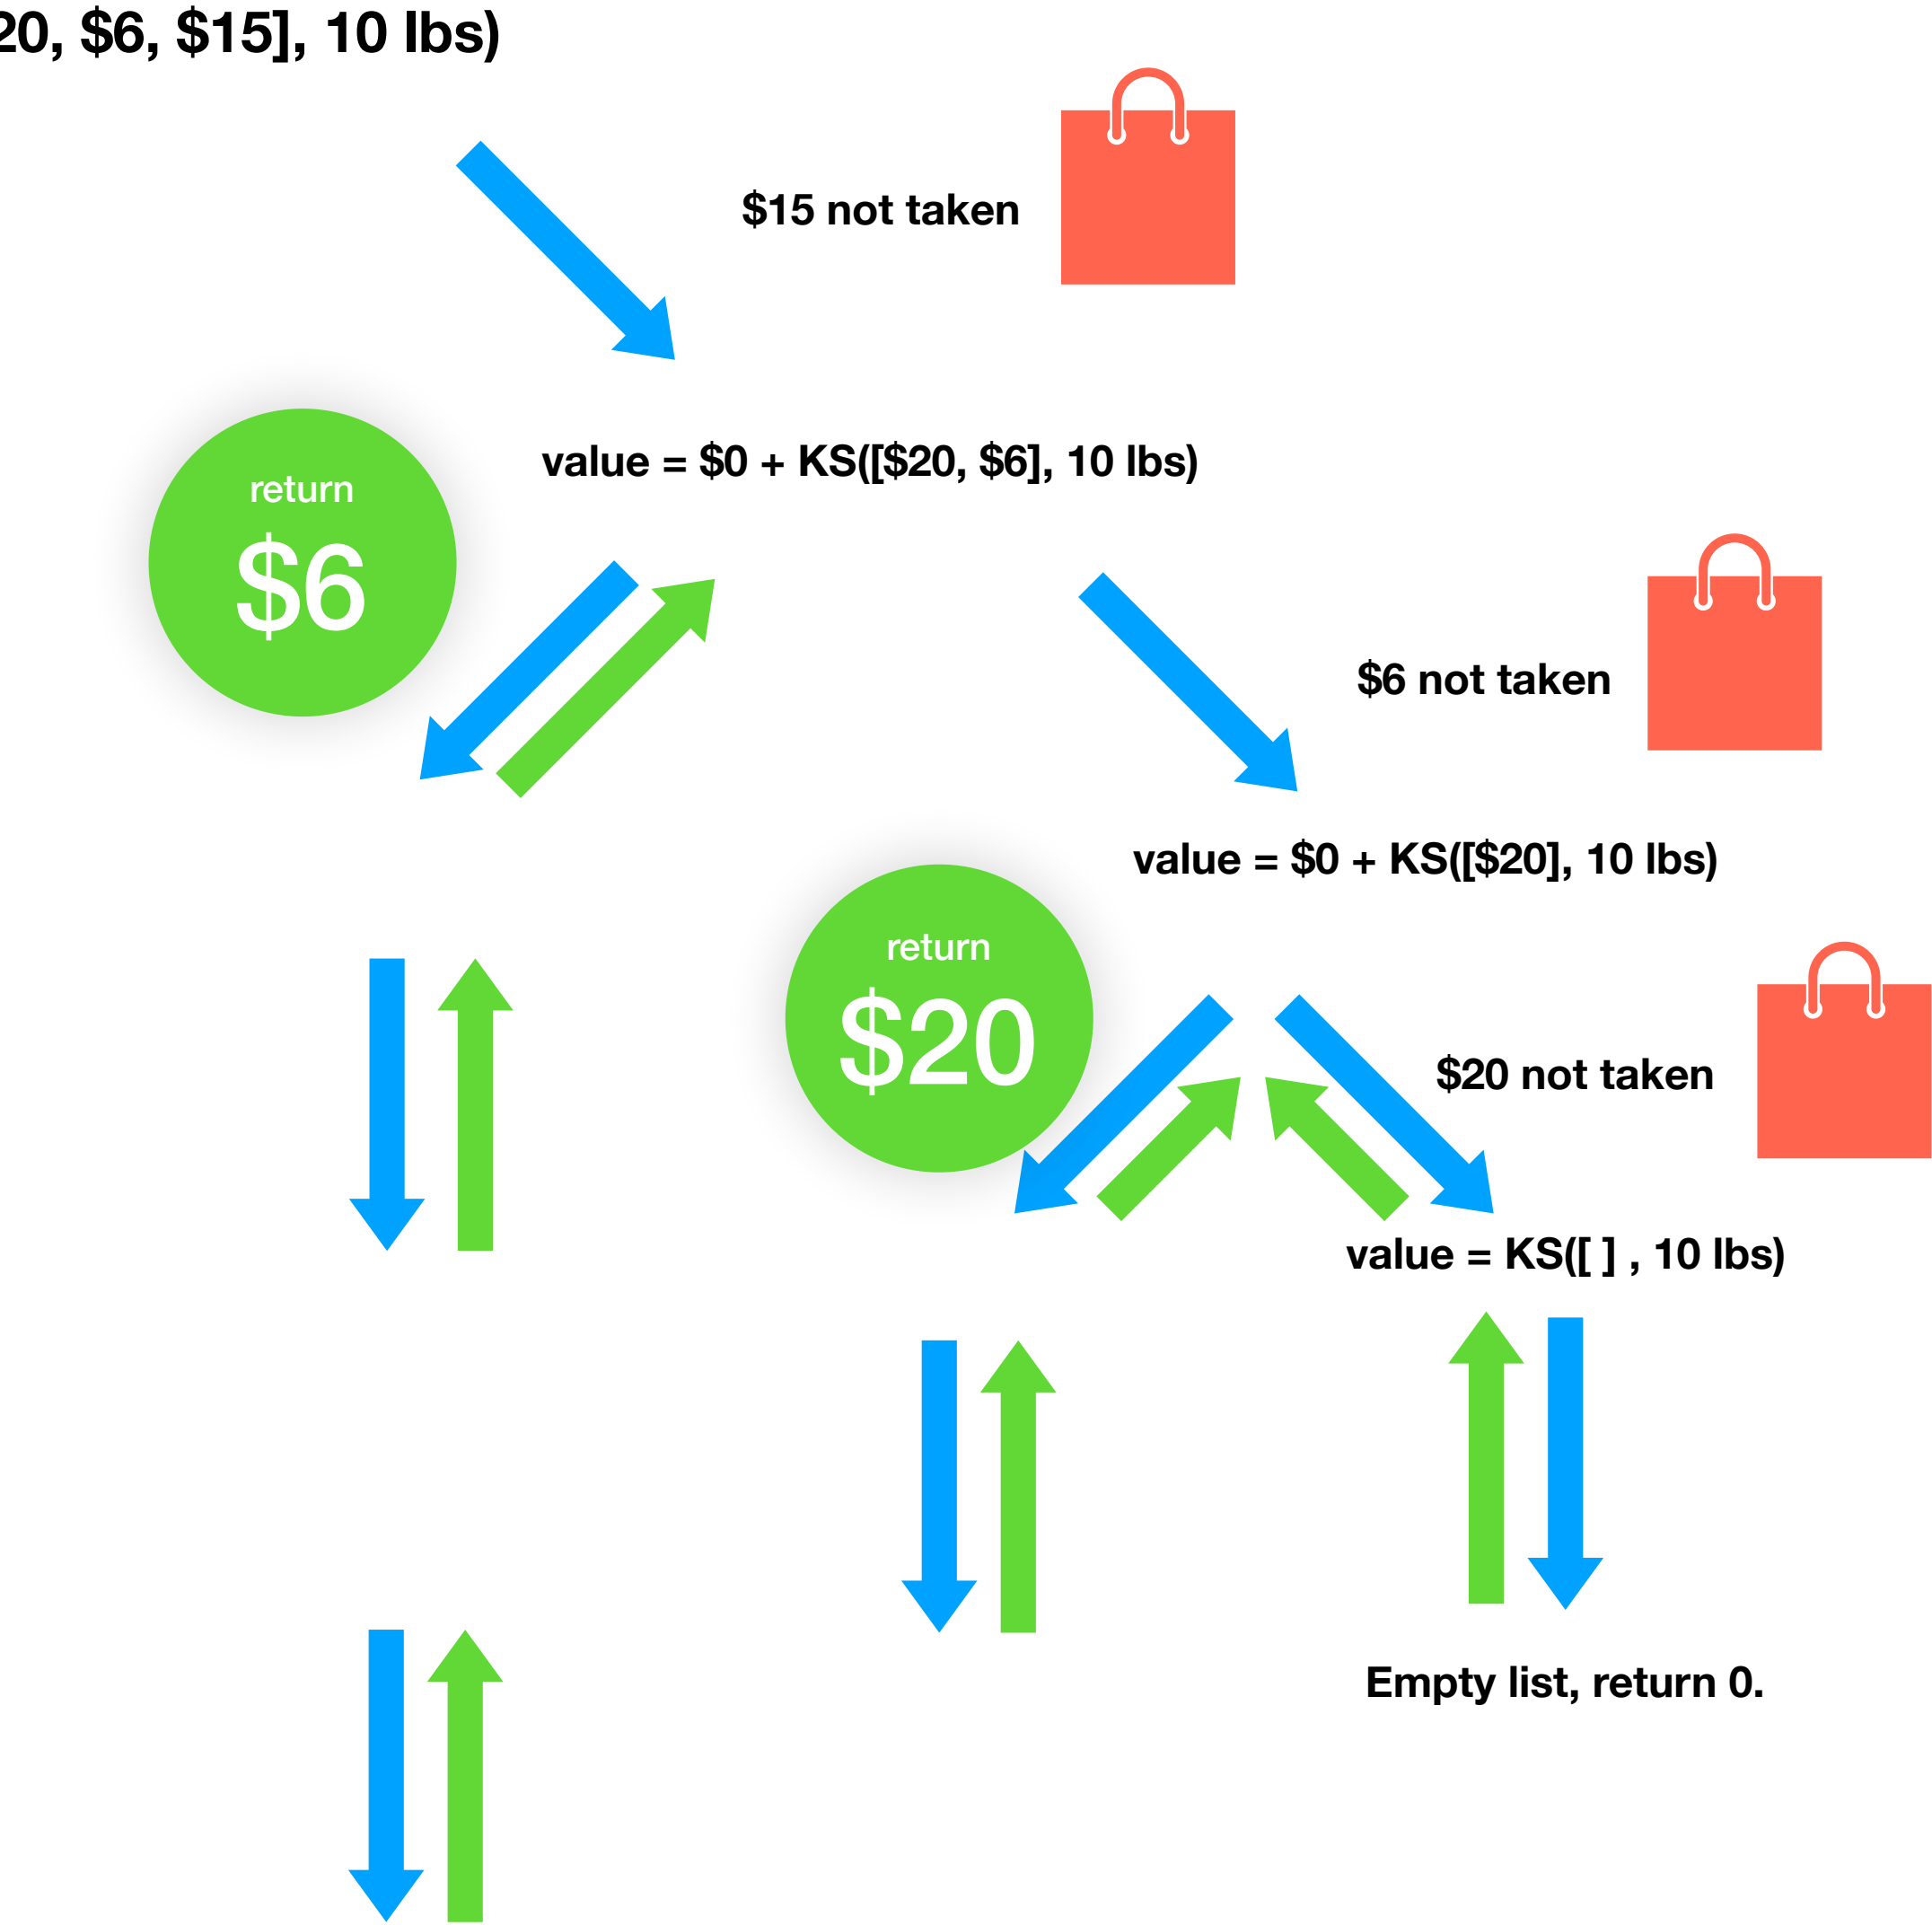 20, $6, $15], 10 lbs)
$15 not taken
value = $0 + KS([$20, $6], 10 lbs)
return
$6
$6 not taken
value = $0 + KS([$20], 10 lbs)
return
$20
$20 not taken
value = KS([ ] , 10 lbs)
Empty list, return 0.